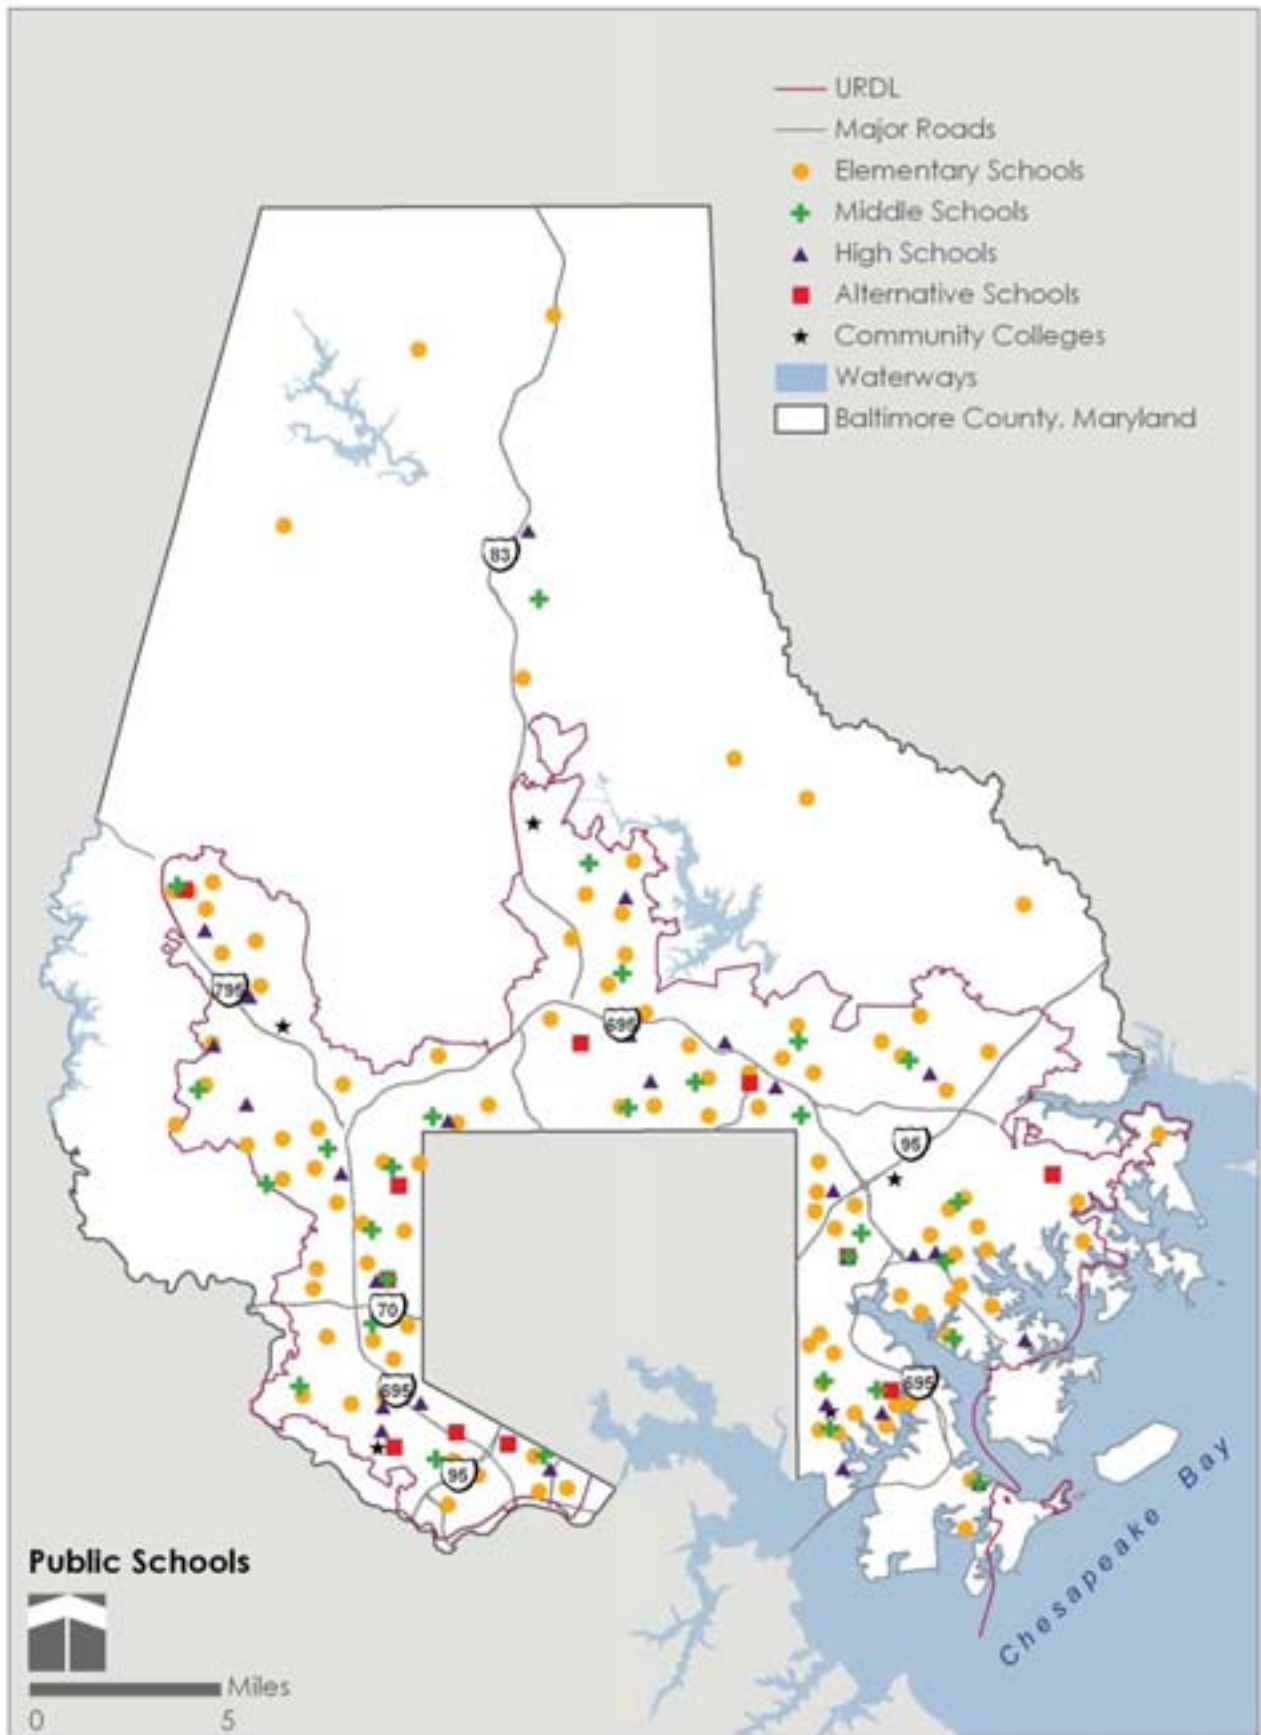 URDL
Major Roads
Elementary Schools
Middle Schools
High Schools
Alternative Schools
Community Colleges
Waterways
Baltimore County, Maryland
83
795
695
95
70
695
695
95
Chesapeake Bay
Public Schools
Miles
0 5